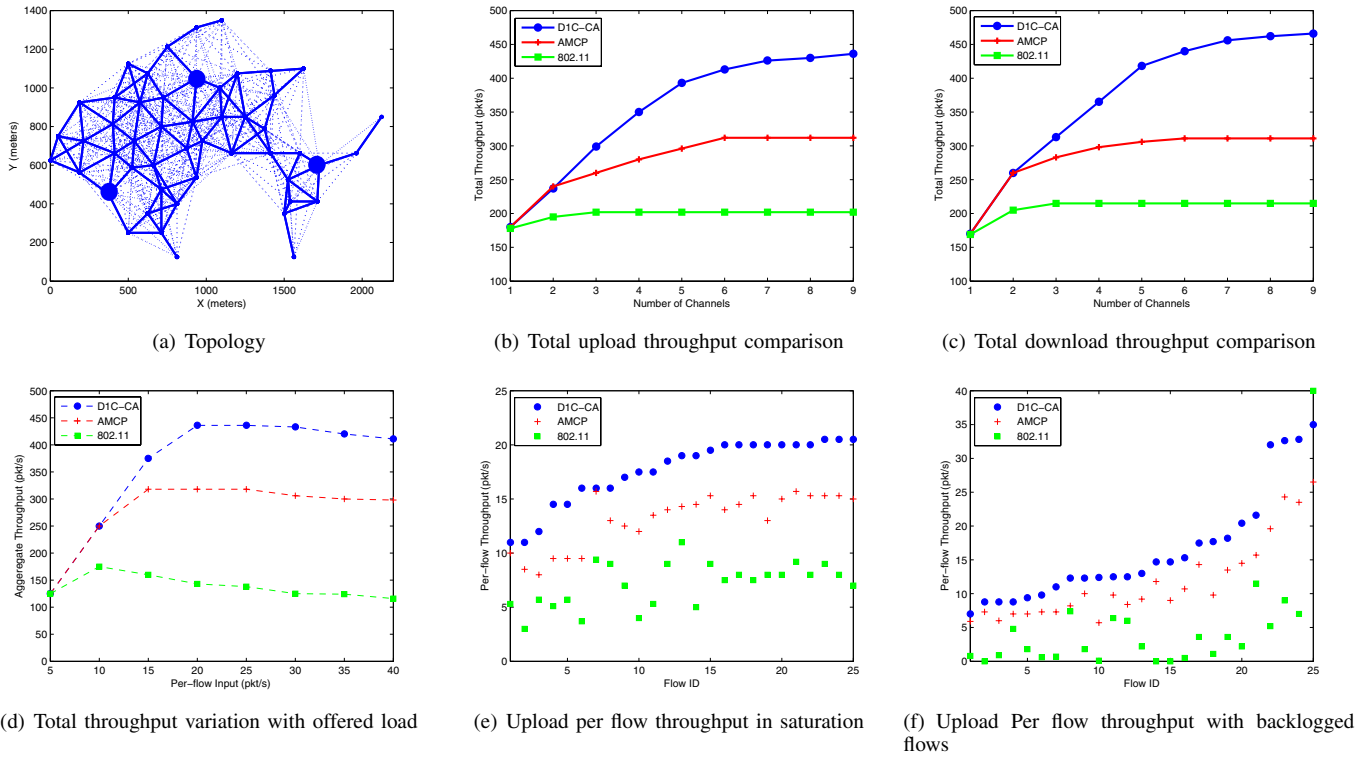 1400
1200
1000
800
600
400
200
0
Y (meters)
0 500 1000 1500 2000
X (meters)
(a) Topology
500
450
400
350
300
250
200
150
100
Total Throughput (pkt/s)
D1C−CA
AMCP
802.11
1 2 3 4 5 6 7 8 9
Number of Channels
(b) Total upload throughput comparison
500
450
400
350
300
250
200
150
100
Total Throughput (pkt/s)
D1C−CA
AMCP
802.11
1 2 3 4 5 6 7 8 9
Number of Channels
(c) Total download throughput comparison
500
450
400
350
300
250
200
150
100
50
0
Aggeregate Throughput (pkt/s)
D1C−CA
AMCP
802.11
5 10 15 20 25 30 35 40
Per−flow Input (pkt/s)
(d) Total throughput variation with offered load
25
20
15
10
5
0
Per−flow Throughput (pkt/s)
D1C−CA
AMCP
802.11
5 10 15 20 25
Flow ID
(e) Upload per flow throughput in saturation
40
35
30
25
20
15
10
5
0
Per−flow Throughput (pkt/s)
D1C−CA
AMCP
802.11
5 10 15 20 25
Flow ID
(f) Upload Per flow throughput with backlogged
flows